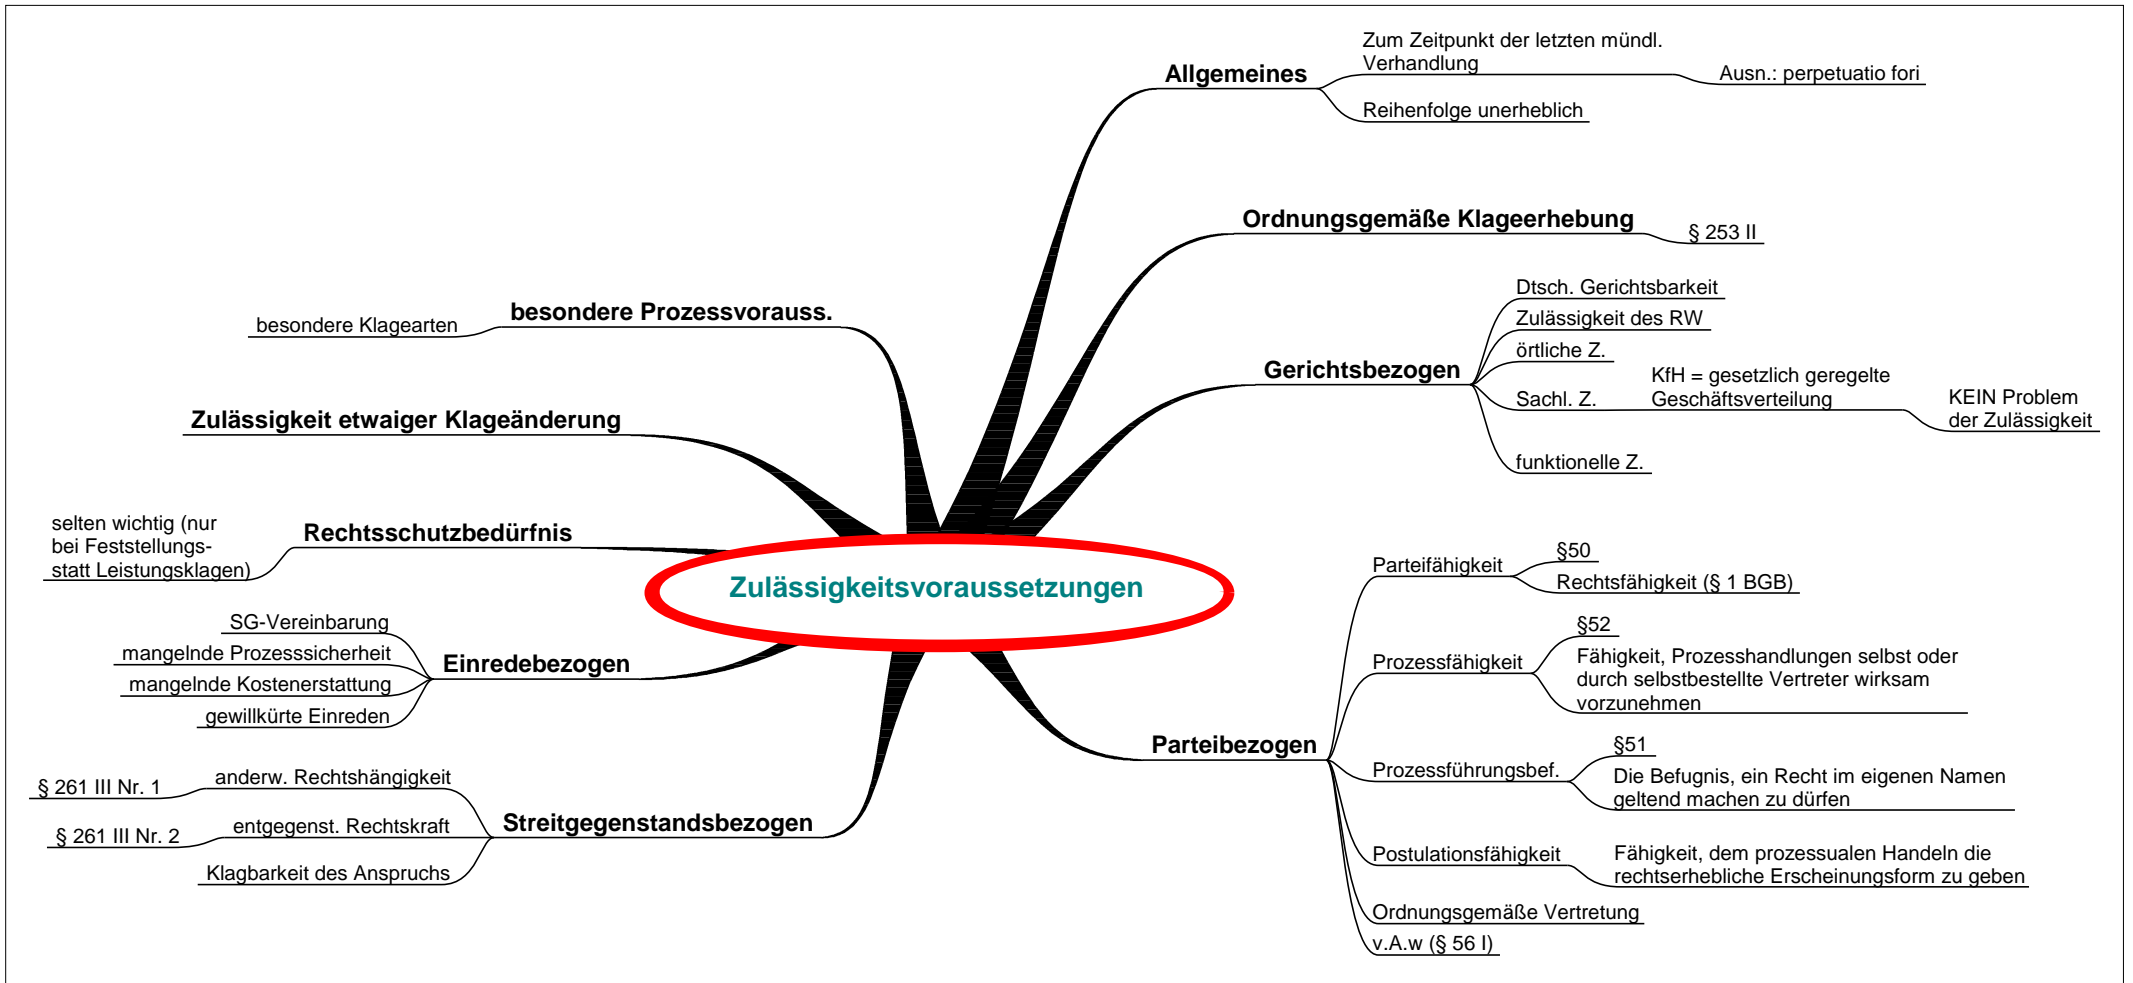 Zulässigkeitsvoraussetzungen
Allgemeines
Zum Zeitpunkt der letzten mündl.
Verhandlung
Ausn.: perpetuatio fori
Reihenfolge unerheblich
Ordnungsgemäße Klageerhebung
§ 253 II
Gerichtsbezogen
Dtsch. Gerichtsbarkeit
Zulässigkeit des RW
örtliche Z.
Sachl. Z.
KfH = gesetzlich geregelte
Geschäftsverteilung
KEIN Problem
der Zulässigkeit
funktionelle Z.
Parteibezogen
Parteifähigkeit
§50
Rechtsfähigkeit (§ 1 BGB)
Prozessfähigkeit
§52
Fähigkeit, Prozesshandlungen selbst oder
durch selbstbestellte Vertreter wirksam
vorzunehmen
Prozessführungsbef.
§51
Die Befugnis, ein Recht im eigenen Namen
geltend machen zu dürfen
Postulationsfähigkeit
Fähigkeit, dem prozessualen Handeln die
rechtserhebliche Erscheinungsform zu geben
Ordnungsgemäße Vertretung
v.A.w (§ 56 I)
besondere Prozessvorauss.
besondere Klagearten
Zulässigkeit etwaiger Klageänderung
Rechtsschutzbedürfnis
selten wichtig (nur
bei Feststellungs-
statt Leistungsklagen)
Einredebezogen
SG-Vereinbarung
mangelnde Prozesssicherheit
mangelnde Kostenerstattung
gewillkürte Einreden
Streitgegenstandsbezogen
anderw. Rechtshängigkeit
§ 261 III Nr. 1
entgegenst. Rechtskraft
§ 261 III Nr. 2
Klagbarkeit des Anspruchs